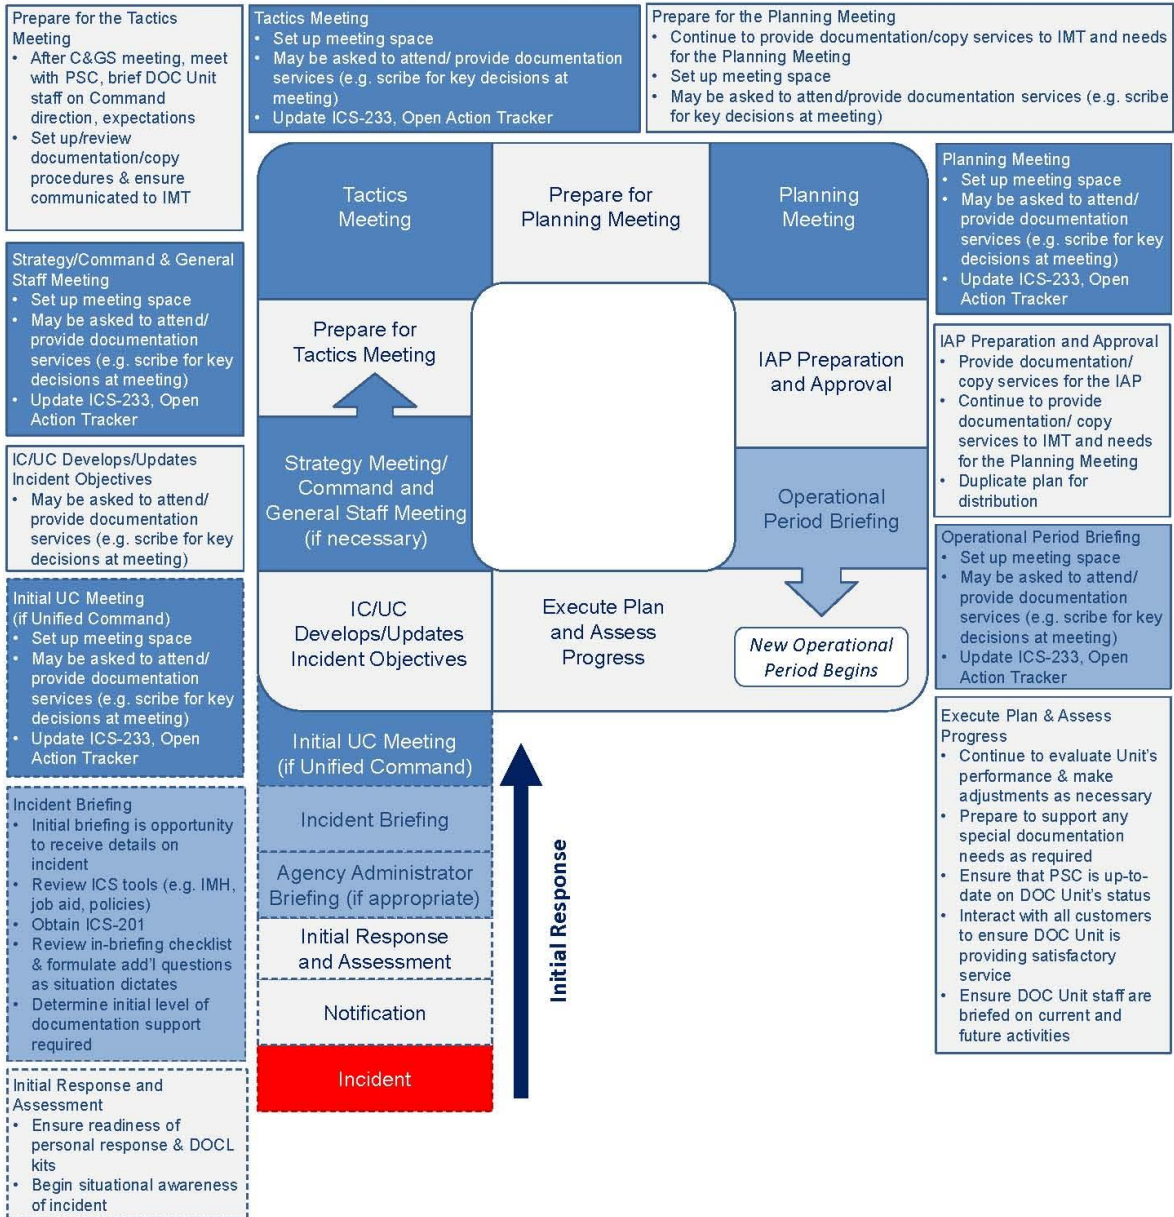 Prepare for the Tactics
Meeting
• After C&GS meeting, meet
with PSC, brief DOC Unit
staff on Command
direction, expectations
• Set up/review
documentation/copy
procedures & ensure
communicated to IMT
Tactics Meeting
• Set up meeting space
• May be asked to attend/ provide documentation
services (e.g. scribe for key decisions at
meeting)
• Update ICS-233, Open Action Tracker
Prepare for the Planning Meeting
• Continue to provide documentation/copy services to IMT and needs
for the Planning Meeting
• Set up meeting space
• May be asked to attend/provide documentation services (e.g. scribe
for key decisions at meeting)
Strategy/Command & General
Staff Meeting
• Set up meeting space
• May be asked to attend/
provide documentation
services (e.g. scribe for key
decisions at meeting)
• Update ICS-233, Open
Action Tracker
IC/UC Develops/Updates
Incident Objectives
• May be asked to attend/
provide documentation
services (e.g. scribe for key
decisions at meeting)
Initial UC Meeting
(if Unified Command)
• Set up meeting space
• May be asked to attend/
provide documentation
services (e.g. scribe for key
decisions at meeting)
• Update ICS-233, Open
Action Tracker
Incident Briefing
• Initial briefing is opportunity
to receive details on
incident
• Review ICS tools (e.g. IMH,
job aid, policies)
• Obtain ICS-201
• Review in-briefing checklist
& formulate add'l questions
as situation dictates
• Determine initial level of
documentation support
required
Initial Response and
Assessment
• Ensure readiness of
personal response & DOCL
kits
• Begin situational awareness
of incident
Tactics
Meeting
Prepare for
Planning Meeting
Planning
Meeting
Prepare for
Tactics Meeting
IAP Preparation
and Approval
Strategy Meeting/
Command and
General Staff Meeting
(if necessary)
Operational
Period Briefing
IC/UC
Develops/Updates
Incident Objectives
Execute Plan
and Assess
Progress
New Operational
Period Begins
Initial UC Meeting
(if Unified Command)
Incident Briefing
Agency Administrator
Briefing (if appropriate)
Initial Response
and Assessment
Notification
Incident
Initial Response
Planning Meeting
• Set up meeting space
• May be asked to attend/
provide documentation
services (e.g. scribe for key
decisions at meeting)
• Update ICS-233, Open
Action Tracker
IAP Preparation and Approval
• Provide documentation/
copy services for the IAP
• Continue to provide
documentation/ copy
services to IMT and needs
for the Planning Meeting
• Duplicate plan for
distribution
Operational Period Briefing
• Set up meeting space
• May be asked to attend/
provide documentation
services (e.g. scribe for key
decisions at meeting)
• Update ICS-233, Open
Action Tracker
Execute Plan & Assess
Progress
• Continue to evaluate Unit's
performance & make
adjustments as necessary
• Prepare to support any
special documentation
needs as required
• Ensure that PSC is up-to-
date on DOC Unit's status
• Interact with all customers
to ensure DOC Unit is
providing satisfactory
service
• Ensure DOC Unit staff are
briefed on current and
future activities